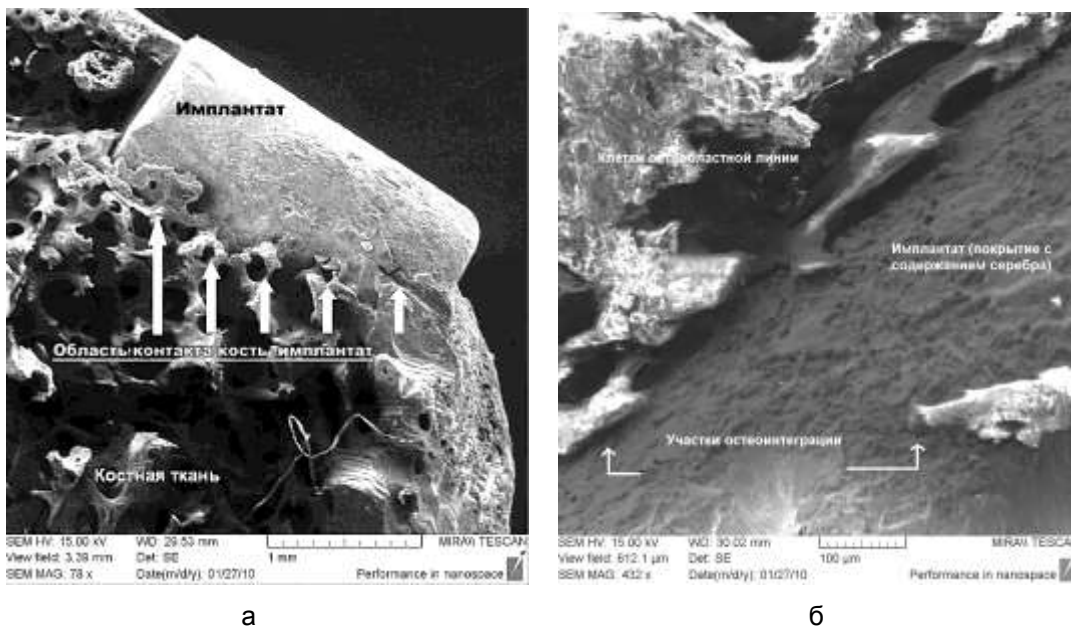 Имплантат
Область контакта кость/имплантат
Костная ткань
SEM HV: 15.00 kV WD: 29.53 mm MIRA\\ TESCAN
View field: 3.39 mm Det: SE 1 mm
SEM MAG: 78 x Date(m/d/y): 01/27/10 Performance in nanospace
а
Клетки остеобластной линии
Имплантат (покрытие с
содержанием серебра)
Участки остеоинтеграции
SEM HV: 15.00 kV WD: 30.02 mm MIRA\\ TESCAN
View field: 612.1 µm Det: SE 100 µm
SEM MAG: 432 x Date(m/d/y): 01/27/10 Performance in nanospace
б